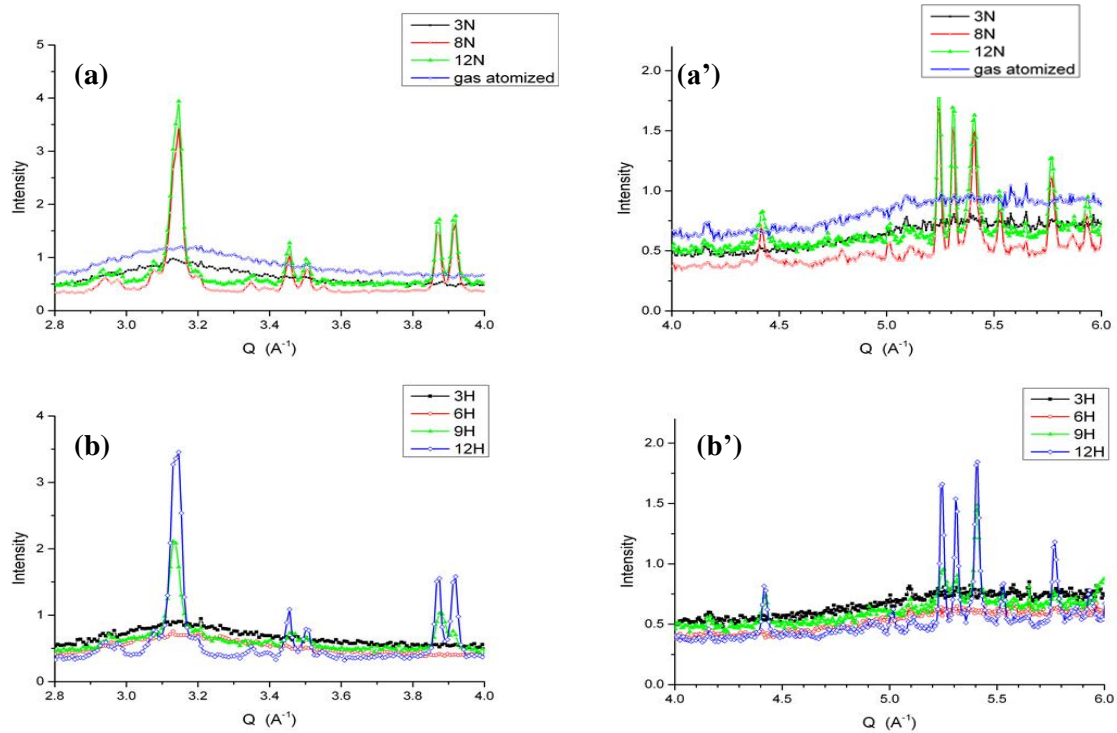 3N
8N
12N
gas atomized
(a)
5
4
3
2
1
0
Intensity
2.8 3.0 3.2 3.4 3.6 3.8 4.0
Q (A⁻¹)
3N
8N
12N
gas atomized
(a’)
2.0
1.5
1.0
0.5
0.0
Intensity
4.0 4.5 5.0 5.5 6.0
Q (A⁻¹)
3H
6H
9H
12H
(b)
4
3
2
1
0
Intensity
2.8 3.0 3.2 3.4 3.6 3.8 4.0
Q (A⁻¹)
3H
6H
9H
12H
(b’)
2.0
1.5
1.0
0.5
0.0
Intensity
4.0 4.5 5.0 5.5 6.0
Q (A⁻¹)